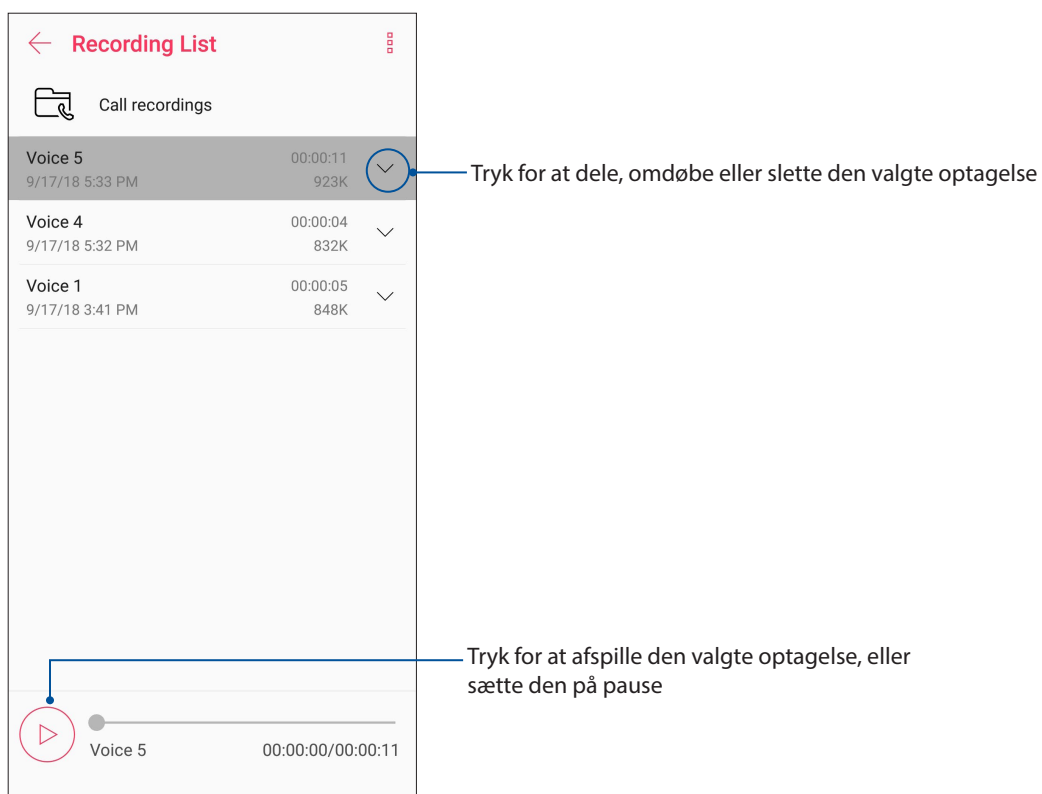 Recording List
Call recordings
Voice 5 00:00:11
9/17/18 5:33 PM 923K
Tryk for at dele, omdøbe eller slette den valgte optagelse
Voice 4 00:00:04
9/17/18 5:32 PM 832K
Voice 1 00:00:05
9/17/18 3:41 PM 848K
Tryk for at afspille den valgte optagelse, eller
sætte den på pause
Voice 5 00:00:00/00:00:11